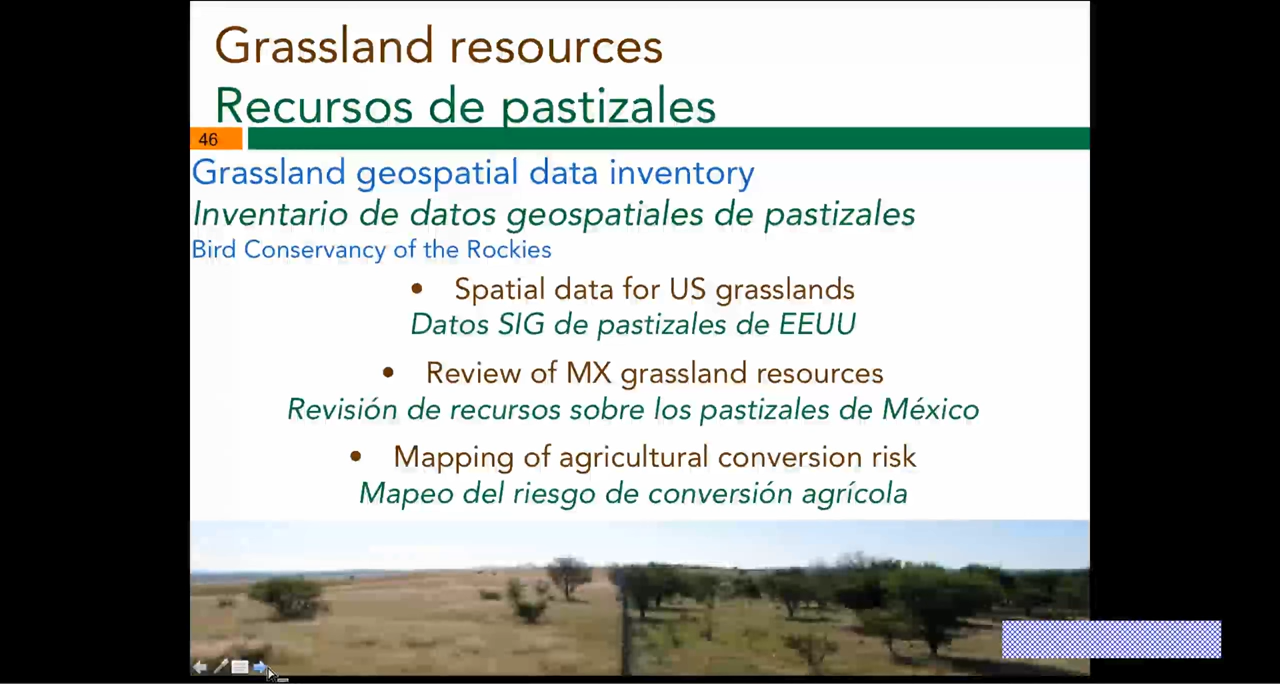 Grassland resources
Recursos de pastizales
46
Grassland geospatial data inventory
Inventario de datos geospatiales de pastizales
Bird Conservancy of the Rockies
• Spatial data for US grasslands
Datos SIG de pastizales de EEUU
• Review of MX grassland resources
Revisión de recursos sobre los pastizales de México
• Mapping of agricultural conversion risk
Mapeo del riesgo de conversión agrícola